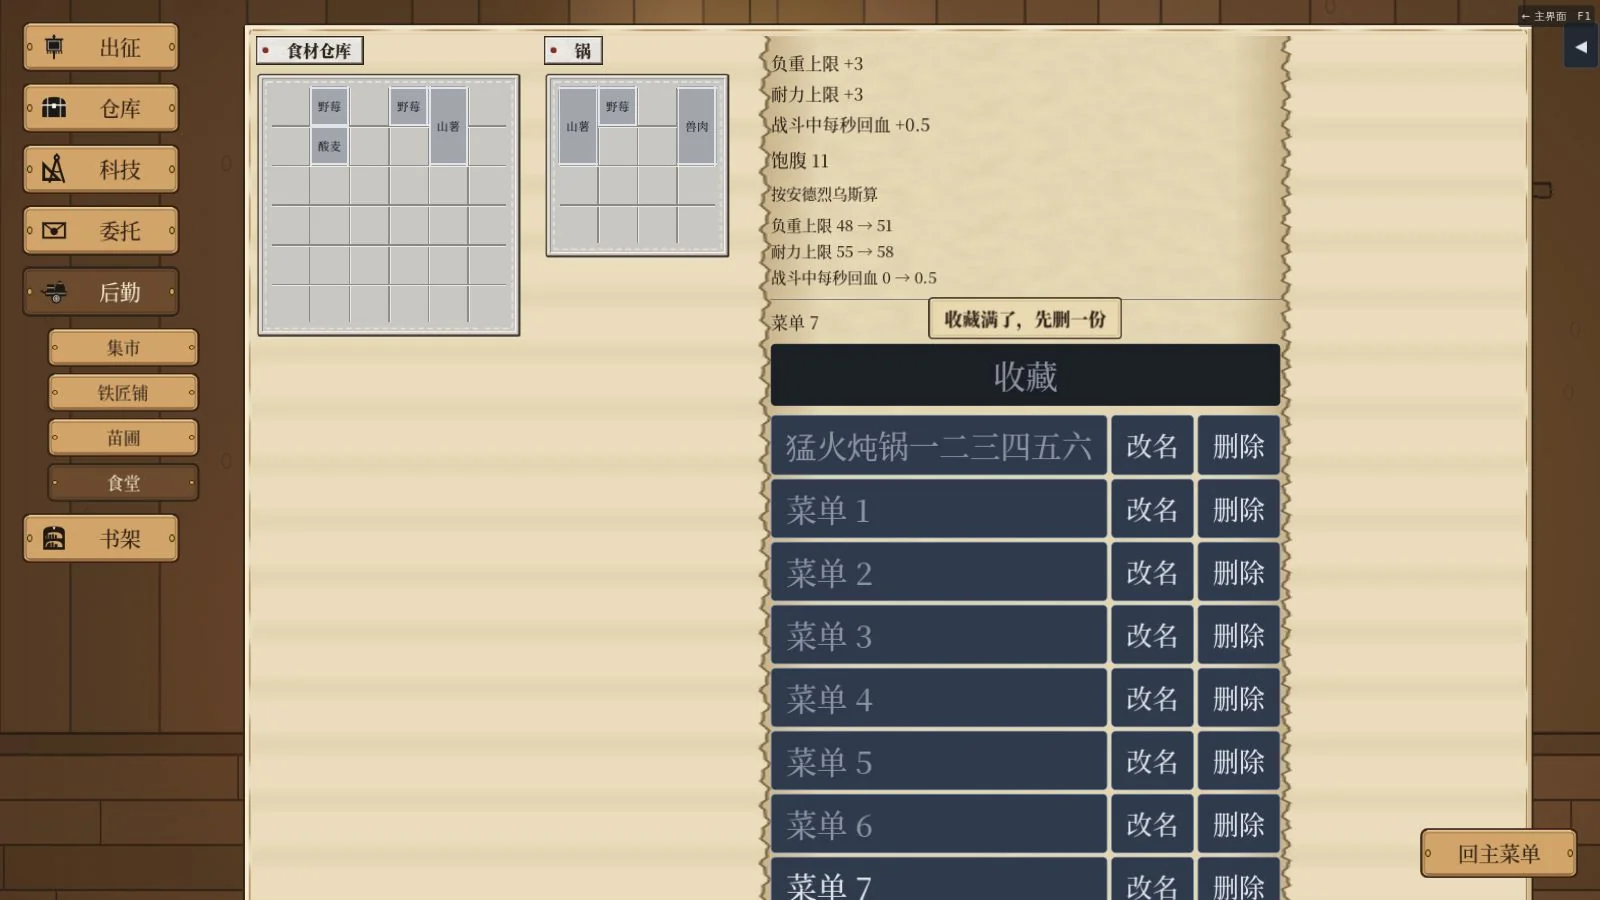 出征
仓库
科技
委托
后勤
集市
铁匠铺
苗圃
食堂
书架
食材仓库
野莓
野莓
山薯
酸麦
锅
山薯
野莓
兽肉
负重上限 +3
耐力上限 +3
战斗中每秒回血 +0.5
饱腹 11
按安德烈乌斯算
负重上限 48 → 51
耐力上限 55 → 58
战斗中每秒回血 0 → 0.5
菜单 7
收藏满了，先删一份
收藏
猛火炖锅一二三四五六 改名 删除
菜单 1 改名 删除
菜单 2 改名 删除
菜单 3 改名 删除
菜单 4 改名 删除
菜单 5 改名 删除
菜单 6 改名 删除
菜单 7 改名 删除
← 主界面 F1
回主菜单